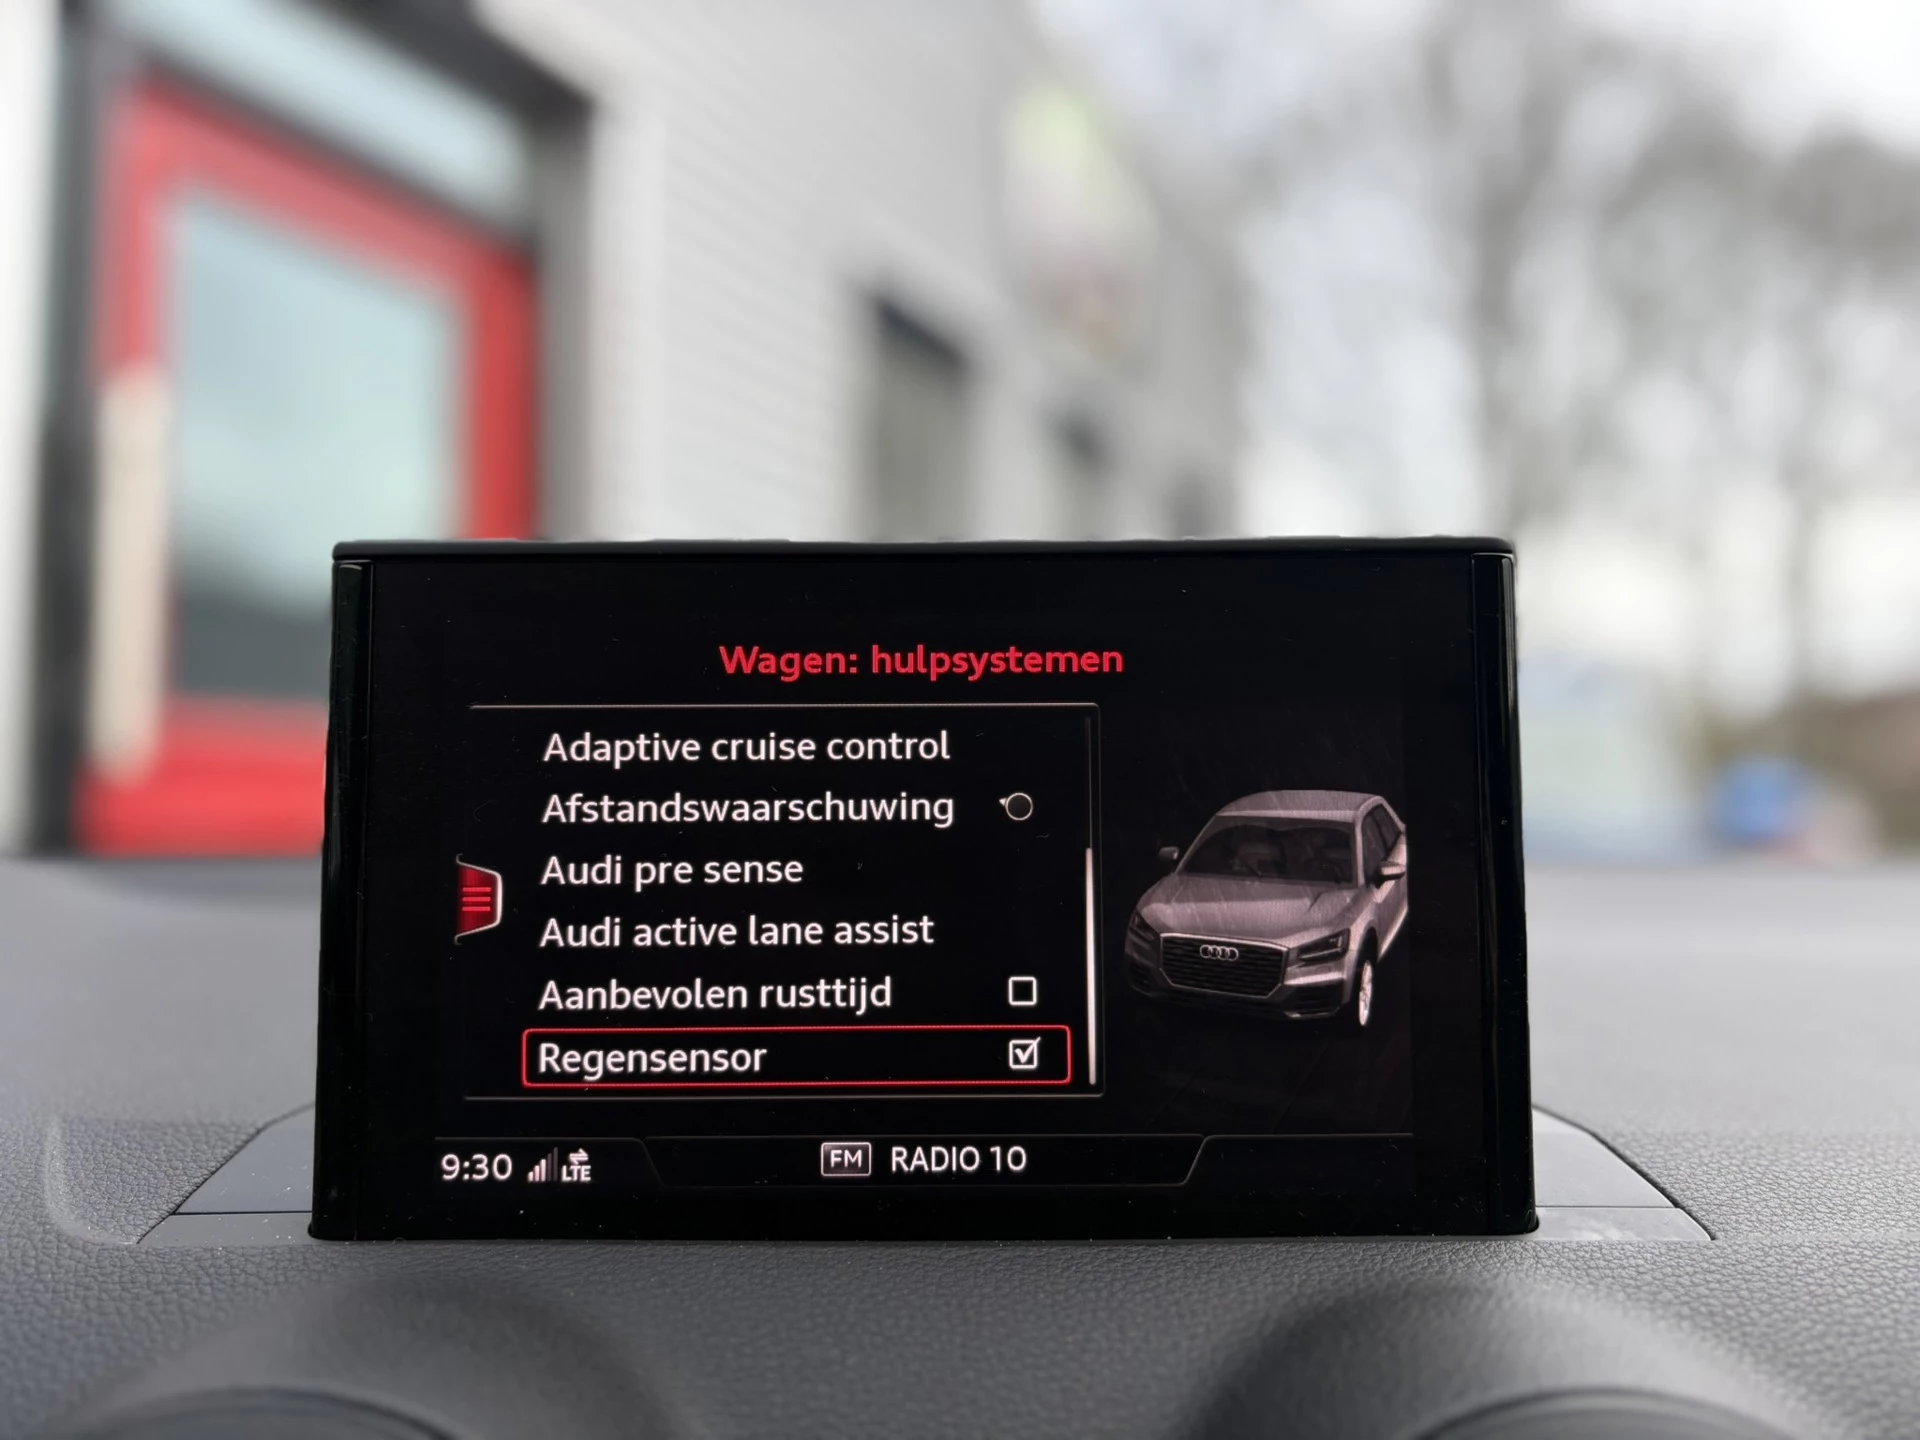 Wagen: hulpsystemen
Adaptive cruise control
Afstandswaarschuwing
Audi pre sense
Audi active lane assist
Aanbevolen rusttijd
Regensensor
9:30 LTE FM RADIO 10